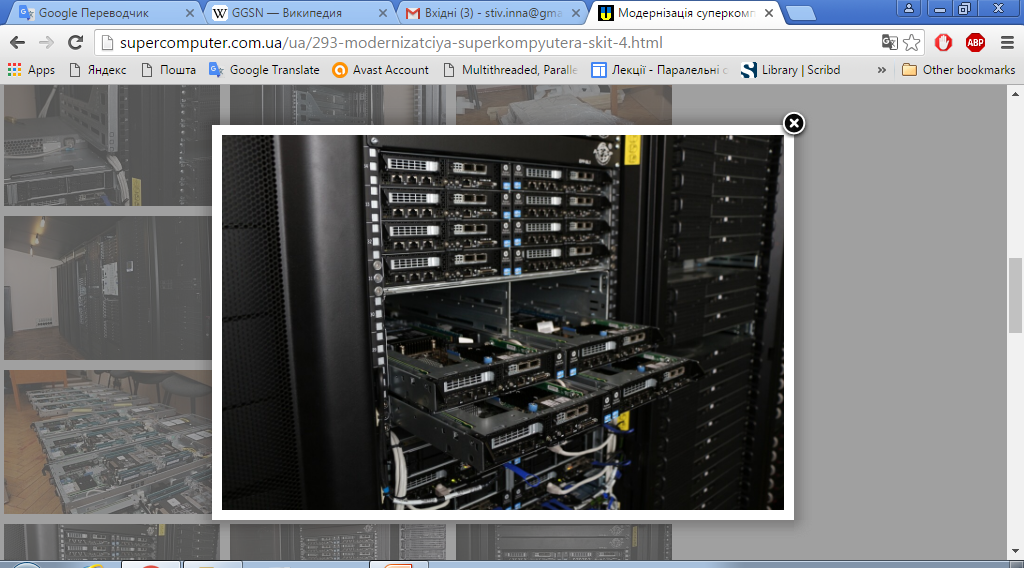 Google Переводчик
GGSN — Википедия
Вхідні (3) - stiv.inna@gma
Модернізація суперкомп
supercomputer.com.ua/ua/293-modernizatciya-superkompyutera-skit-4.html
ABP
Apps
Яндекс
Пошта
Google Translate
Avast Account
Multithreaded, Paralle
Лекції - Паралельні с
Library | Scribd
»
Other bookmarks